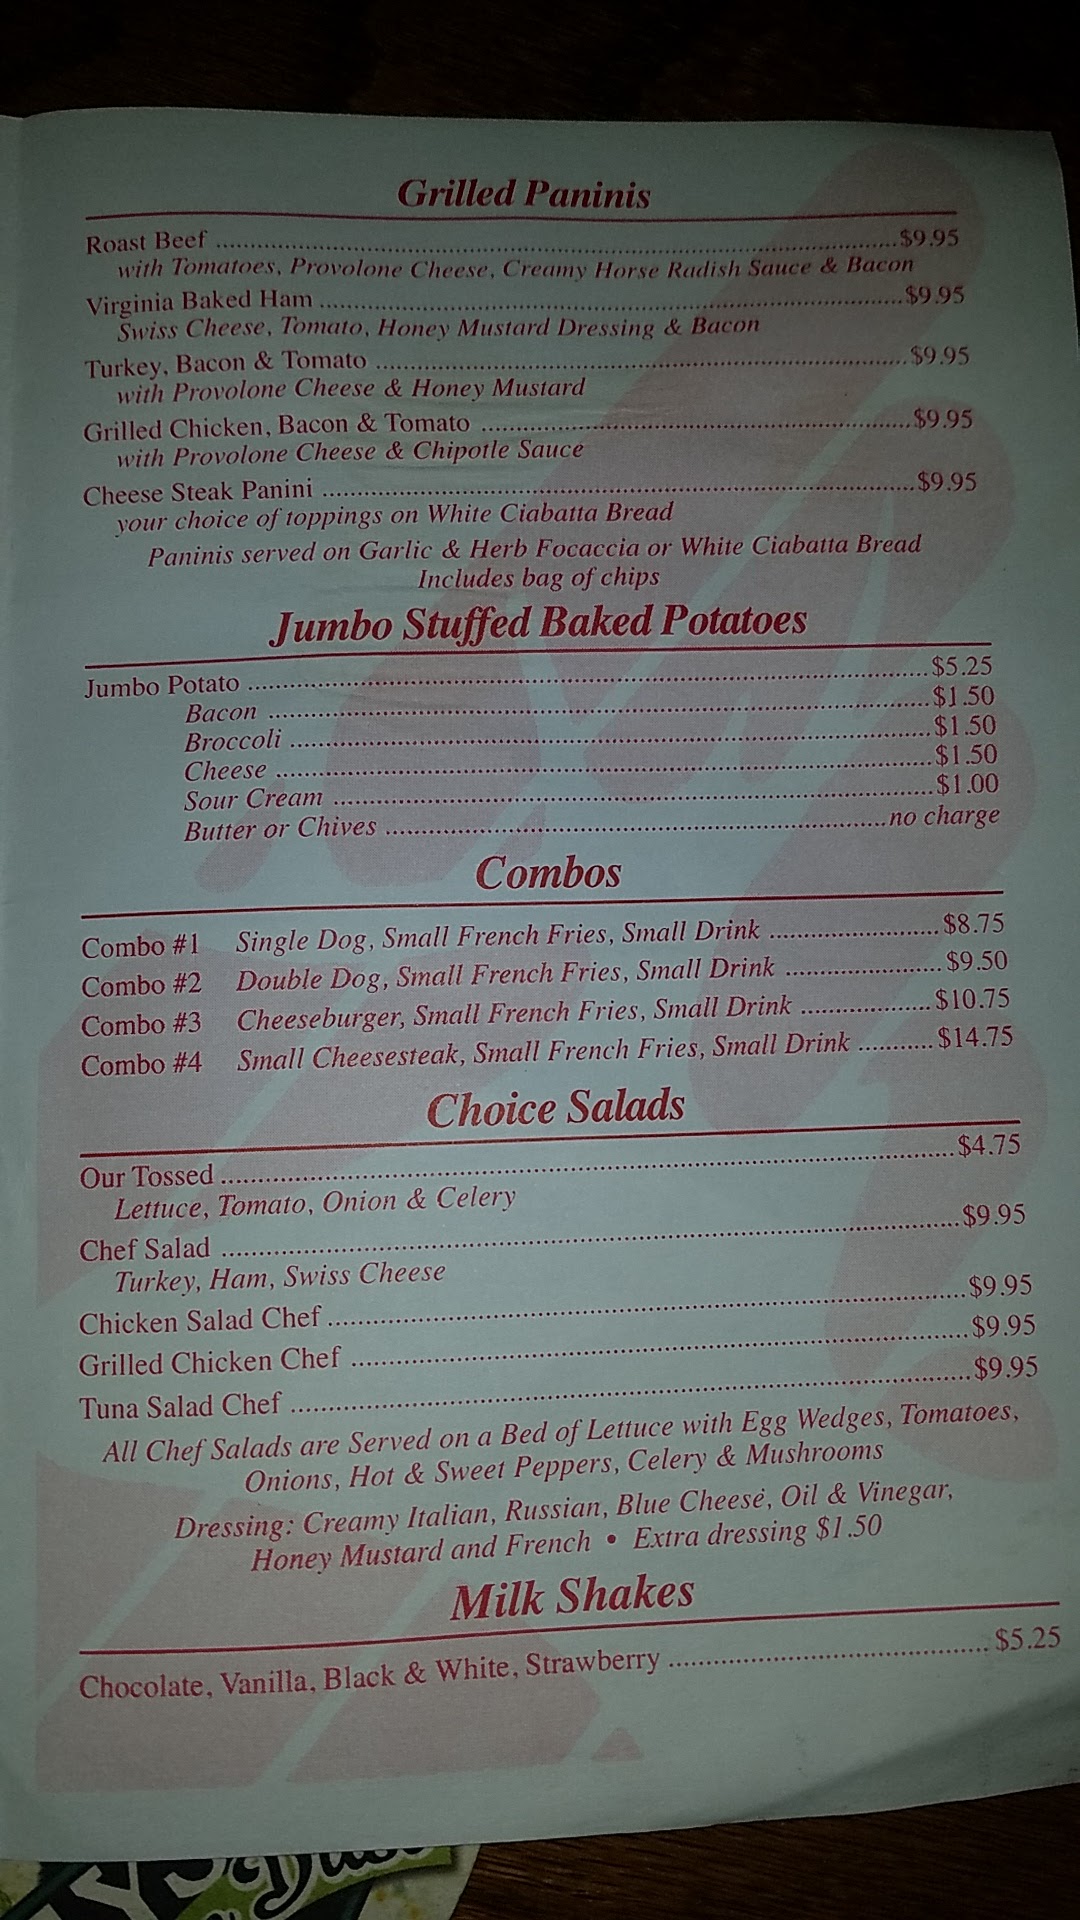 Grilled Paninis
Roast Beef ........ $9.95
with Tomatoes, Provolone Cheese, Creamy Horse Radish Sauce & Bacon
Virginia Baked Ham ........ $9.95
Swiss Cheese, Tomato, Honey Mustard Dressing & Bacon
Turkey, Bacon & Tomato ........ $9.95
with Provolone Cheese & Honey Mustard
Grilled Chicken, Bacon & Tomato ........ $9.95
with Provolone Cheese & Chipotle Sauce
Cheese Steak Panini ........ $9.95
your choice of toppings on White Ciabatta Bread
Paninis served on Garlic & Herb Focaccia or White Ciabatta Bread
Includes bag of chips
Jumbo Stuffed Baked Potatoes
Jumbo Potato ........ $5.25
Bacon ........ $1.50
Broccoli ........ $1.50
Cheese ........ $1.50
Sour Cream ........ $1.00
Butter or Chives ........ no charge
Combos
Combo #1 Single Dog, Small French Fries, Small Drink ........ $8.75
Combo #2 Double Dog, Small French Fries, Small Drink ........ $9.50
Combo #3 Cheeseburger, Small French Fries, Small Drink ........ $10.75
Combo #4 Small Cheesesteak, Small French Fries, Small Drink ........ $14.75
Choice Salads
Our Tossed ........ $4.75
Lettuce, Tomato, Onion & Celery
Chef Salad ........ $9.95
Turkey, Ham, Swiss Cheese
Chicken Salad Chef ........ $9.95
Grilled Chicken Chef ........ $9.95
Tuna Salad Chef ........ $9.95
All Chef Salads are Served on a Bed of Lettuce with Egg Wedges, Tomatoes,
Onions, Hot & Sweet Peppers, Celery & Mushrooms
Dressing: Creamy Italian, Russian, Blue Cheese, Oil & Vinegar,
Honey Mustard and French • Extra dressing $1.50
Milk Shakes
Chocolate, Vanilla, Black & White, Strawberry ........ $5.25